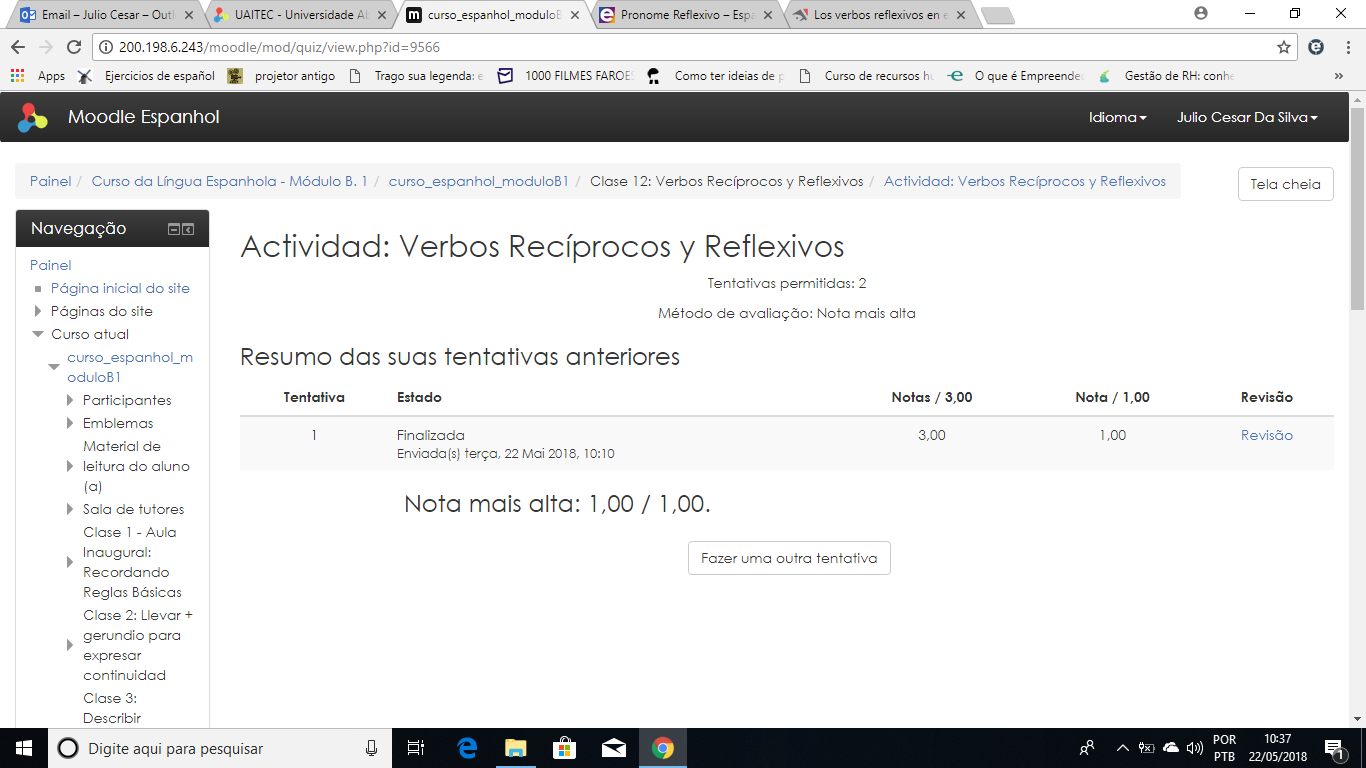 Email – Julio Cesar – Outl
UAITEC - Universidade Ab
curso_espanhol_moduloB
Pronome Reflexivo – Espa
Los verbos reflexivos en e
200.198.6.243/moodle/mod/quiz/view.php?id=9566
Apps
Ejercicios de español
projetor antigo
Trago sua legenda: e
1000 FILMES FAROES
Como ter ideias de p
Curso de recursos hu
O que é Empreended
Gestão de RH: conhe
»
Moodle Espanhol
Idioma
Julio Cesar Da Silva
Painel / Curso da Língua Espanhola - Módulo B. 1 / curso_espanhol_moduloB1 / Clase 12: Verbos Recíprocos y Reflexivos / Actividad: Verbos Recíprocos y Reflexivos
Tela cheia
Navegação
Painel
Página inicial do site
Páginas do site
Curso atual
curso_espanhol_m
oduloB1
Participantes
Emblemas
Material de
leitura do aluno
(a)
Sala de tutores
Clase 1 - Aula
Inaugural:
Recordando
Reglas Básicas
Clase 2: Llevar +
gerundio para
expresar
continuidad
Clase 3:
Describir
Actividad: Verbos Recíprocos y Reflexivos
Tentativas permitidas: 2
Método de avaliação: Nota mais alta
Resumo das suas tentativas anteriores
Tentativa Estado Notas / 3,00 Nota / 1,00 Revisão
1 Finalizada 3,00 1,00 Revisão
Enviada(s) terça, 22 Mai 2018, 10:10
Nota mais alta: 1,00 / 1,00.
Fazer uma outra tentativa
Digite aqui para pesquisar
POR
PTB
10:37
22/05/2018
1